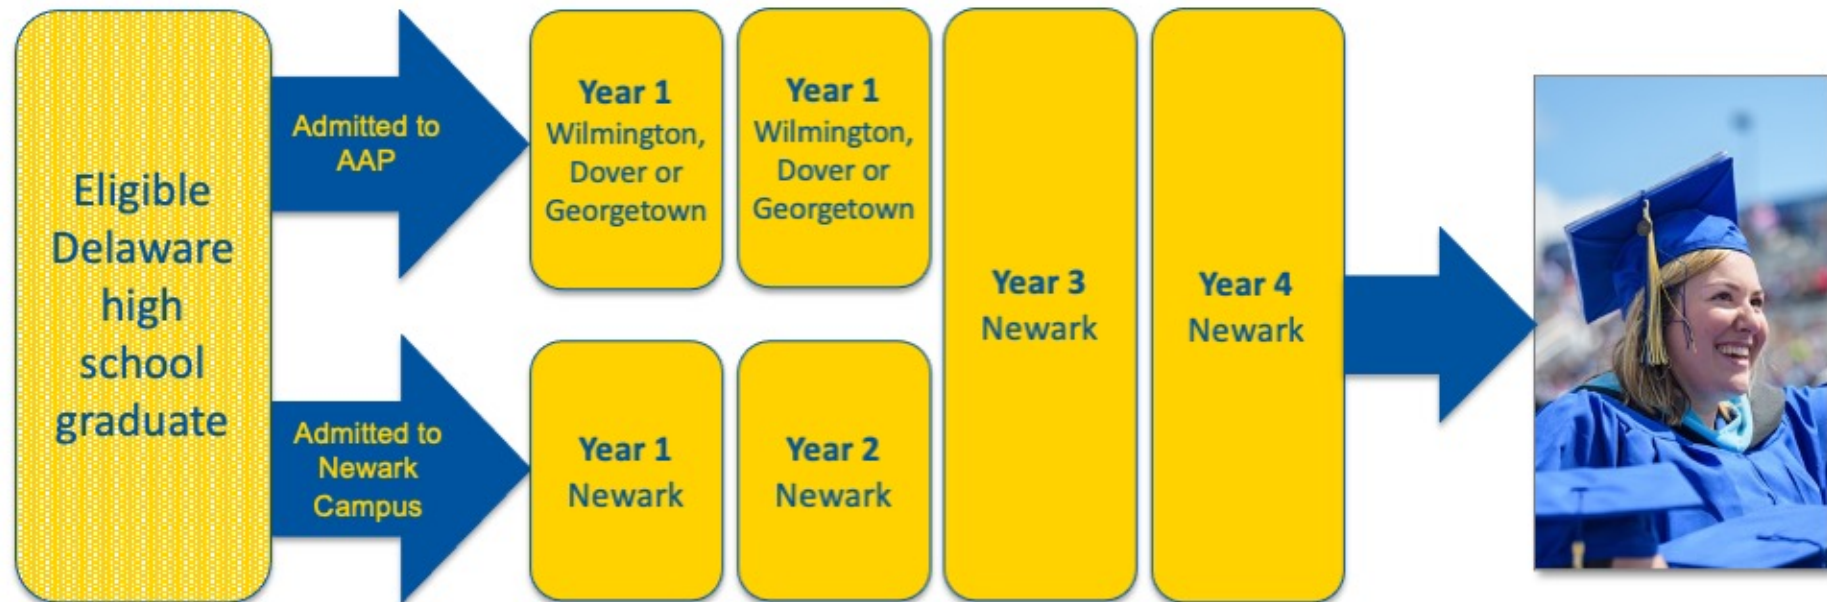 Eligible
Delaware
high
school
graduate
Admitted to
AAP
Year 1
Wilmington,
Dover or
Georgetown
Year 1
Wilmington,
Dover or
Georgetown
Admitted to
Newark
Campus
Year 1
Newark
Year 2
Newark
Year 3
Newark
Year 4
Newark